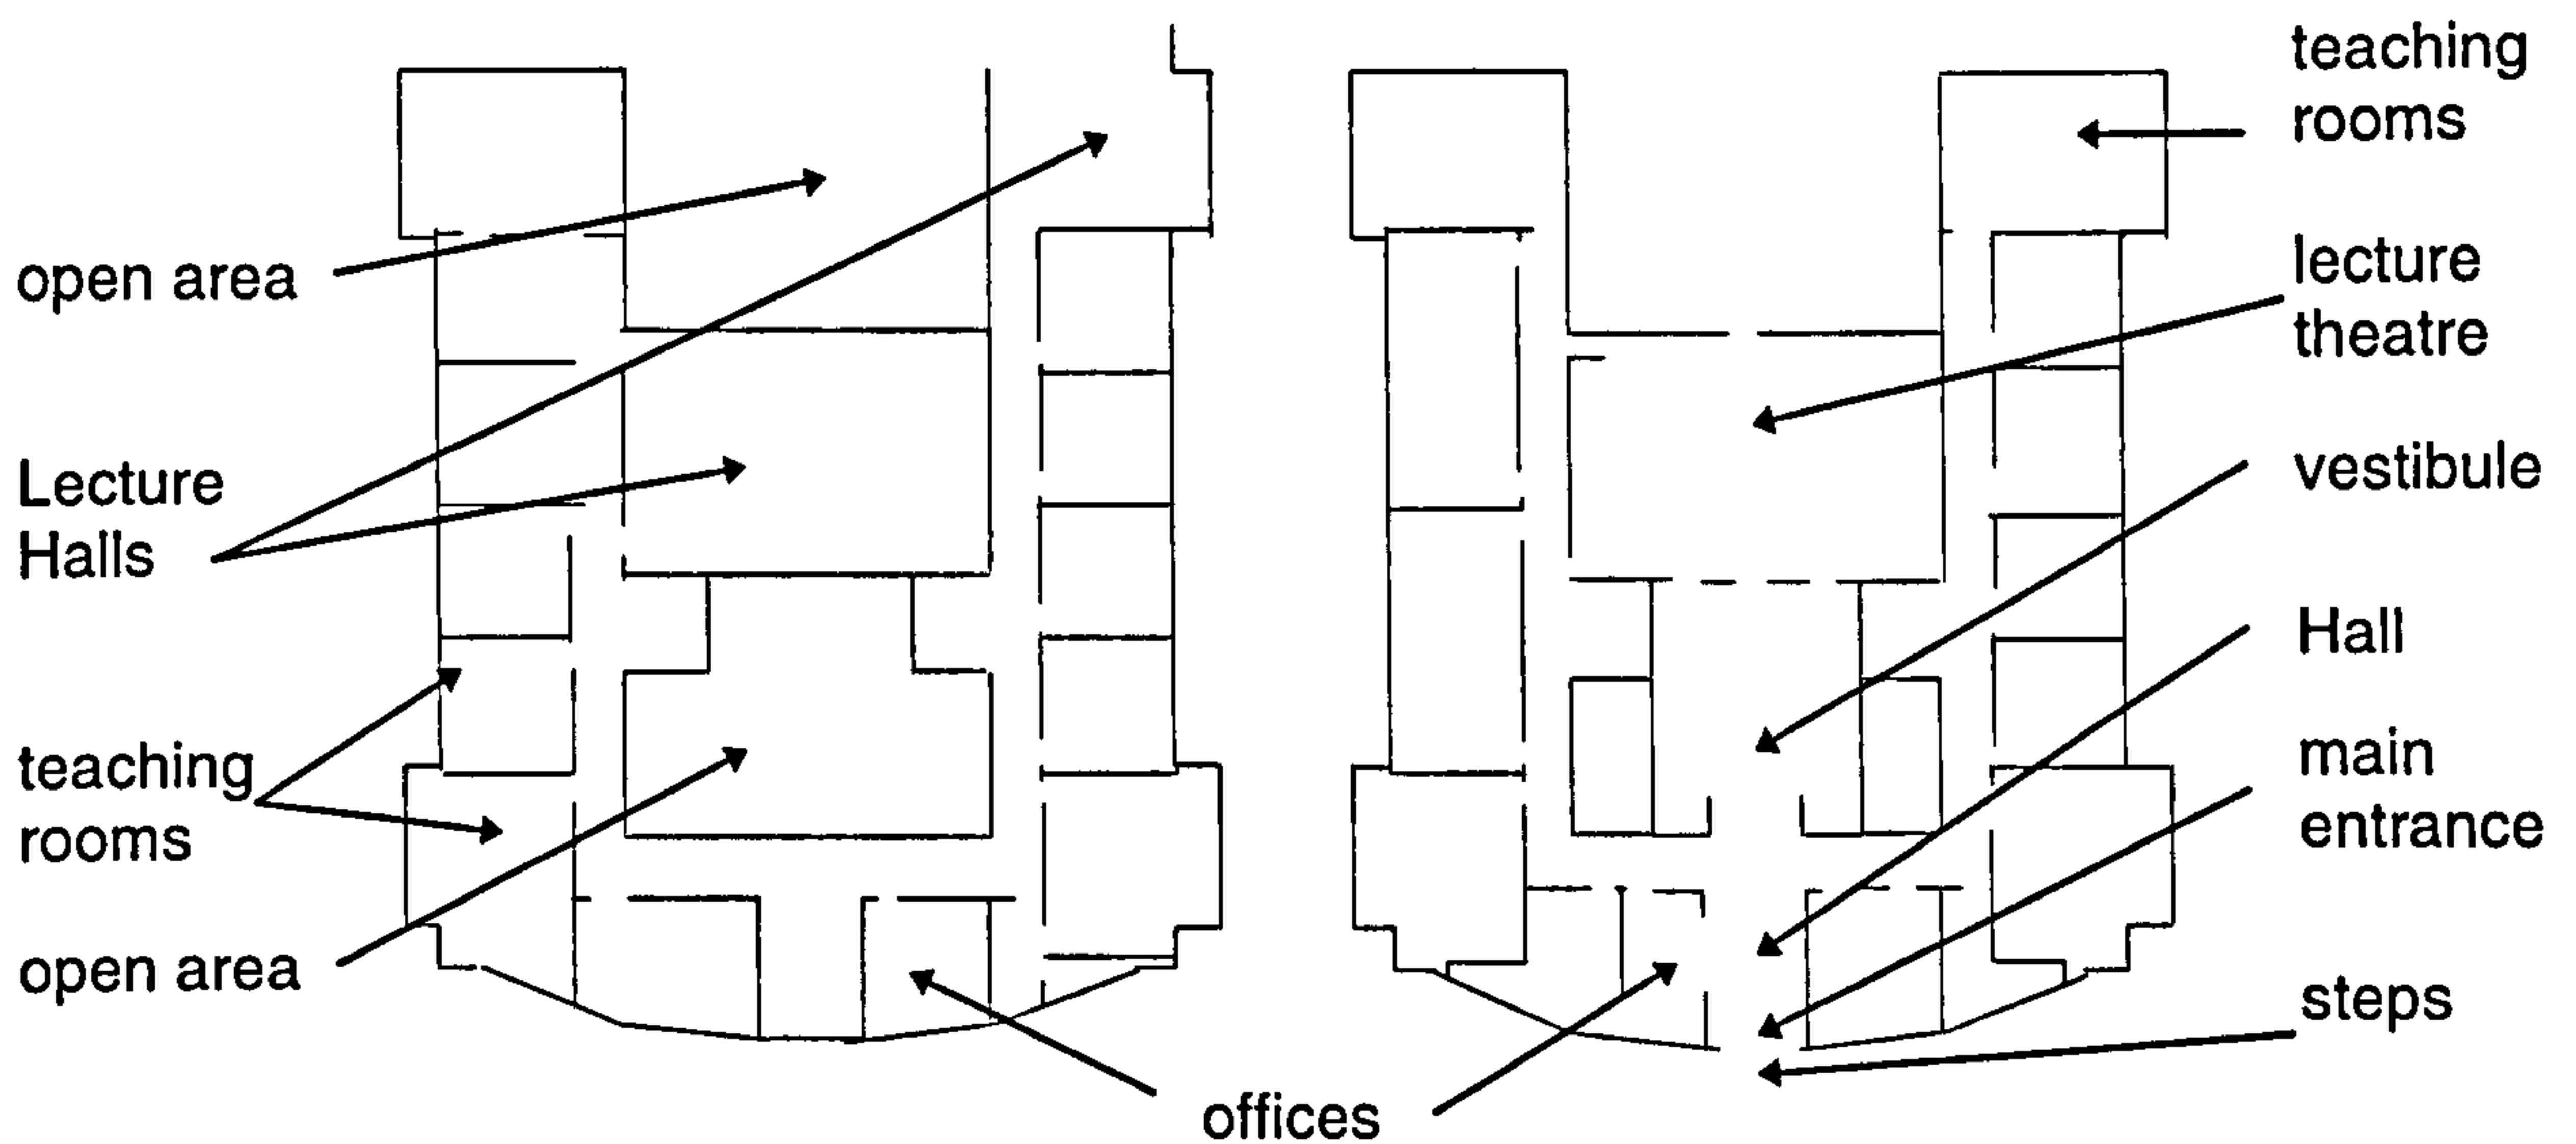 open area
Lecture
Halls
teaching
rooms
open area
offices
teaching
rooms
lecture
theatre
vestibule
Hall
main
entrance
steps